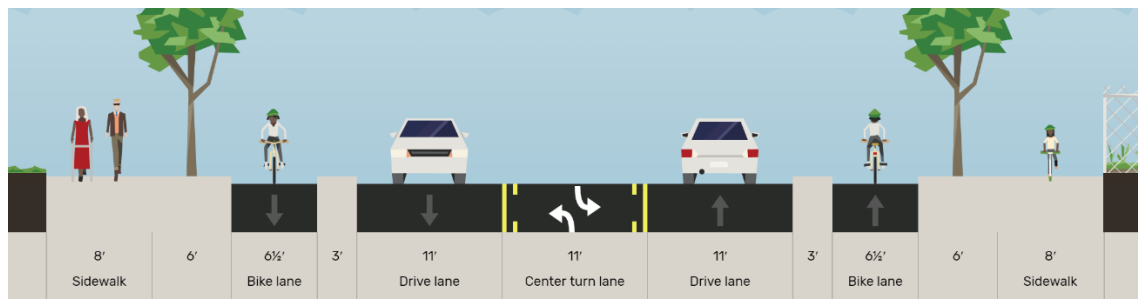 8′ 6′ 6½′ 3′ 11′ 11′ 11′ 3′ 6½′ 6′ 8′
Sidewalk Bike lane Drive lane Center turn lane Drive lane Bike lane Sidewalk